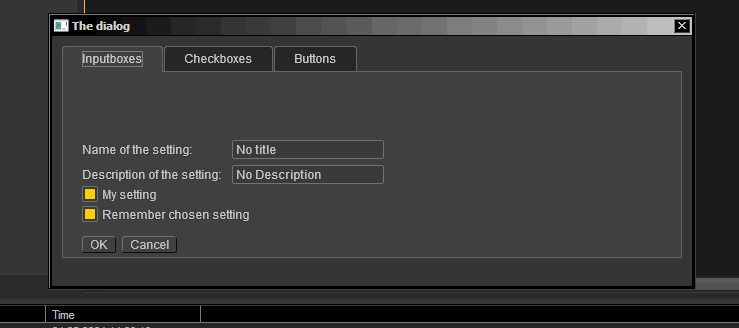 The dialog
Inputboxes Checkboxes Buttons
Name of the setting: No title
Description of the setting: No Description
My setting
Remember chosen setting
OK Cancel
Time